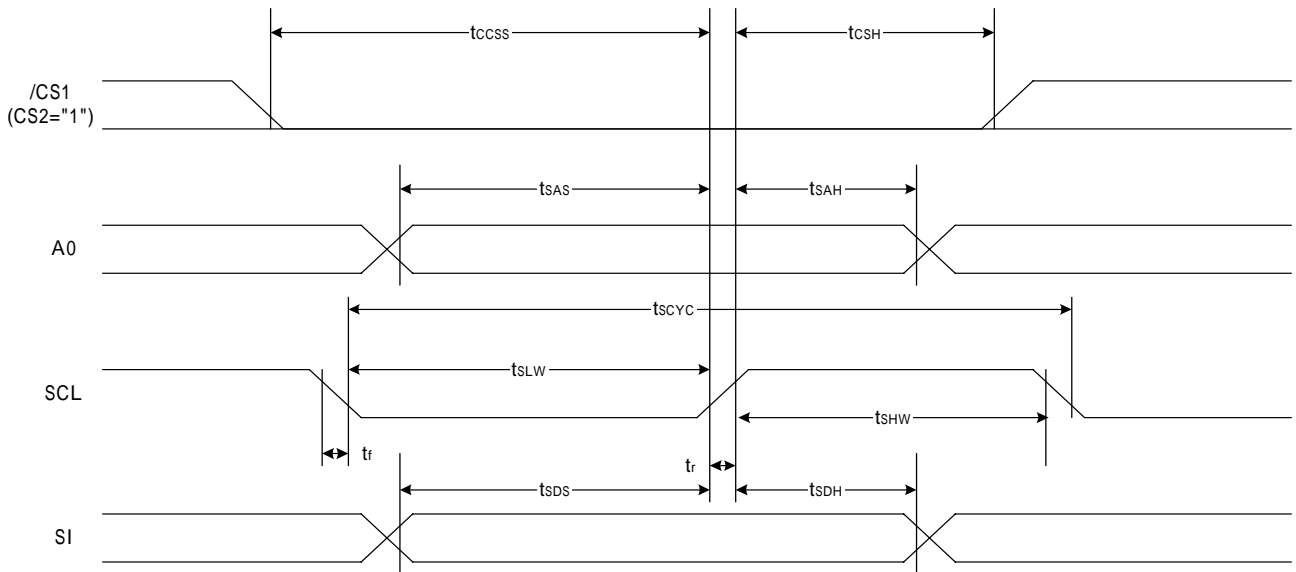 tCCSS tCSH
/CS1
(CS2="1")
tSAS tSAH
A0
tSCYC
tSLW
SCL
tSHW
tf
tr
tSDS tSDH
SI